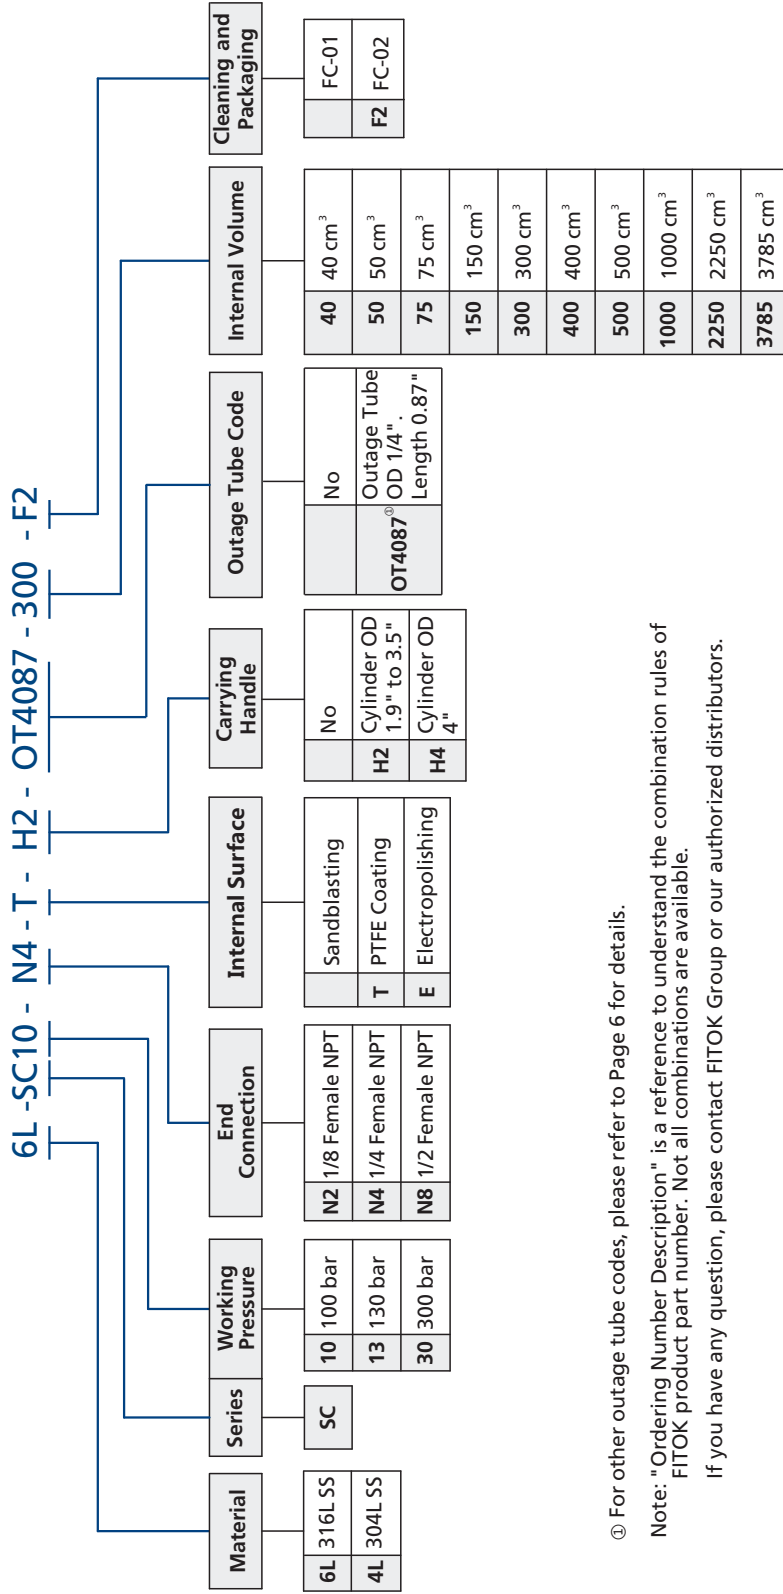 6L -SC10 - N4 - T - H2 - OT4087 - 300 - F2
Material
6L 316L SS
4L 304L SS
Series
SC
Working
Pressure
10 100 bar
13 130 bar
30 300 bar
End
Connection
N2 1/8 Female NPT
N4 1/4 Female NPT
N8 1/2 Female NPT
Internal Surface
Sandblasting
T PTFE Coating
E Electropolishing
Carrying
Handle
No
H2 Cylinder OD
1.9" to 3.5"
H4 Cylinder OD
4"
Outage Tube Code
No
OT4087① Outage Tube
OD 1/4" .
Length 0.87"
Internal Volume
40 40 cm³
50 50 cm³
75 75 cm³
150 150 cm³
300 300 cm³
400 400 cm³
500 500 cm³
1000 1000 cm³
2250 2250 cm³
3785 3785 cm³
Cleaning and
Packaging
FC-01
F2 FC-02
① For other outage tube codes, please refer to Page 6 for details.
Note: "Ordering Number Description" is a reference to understand the combination rules of
FITOK product part number. Not all combinations are available.
If you have any question, please contact FITOK Group or our authorized distributors.